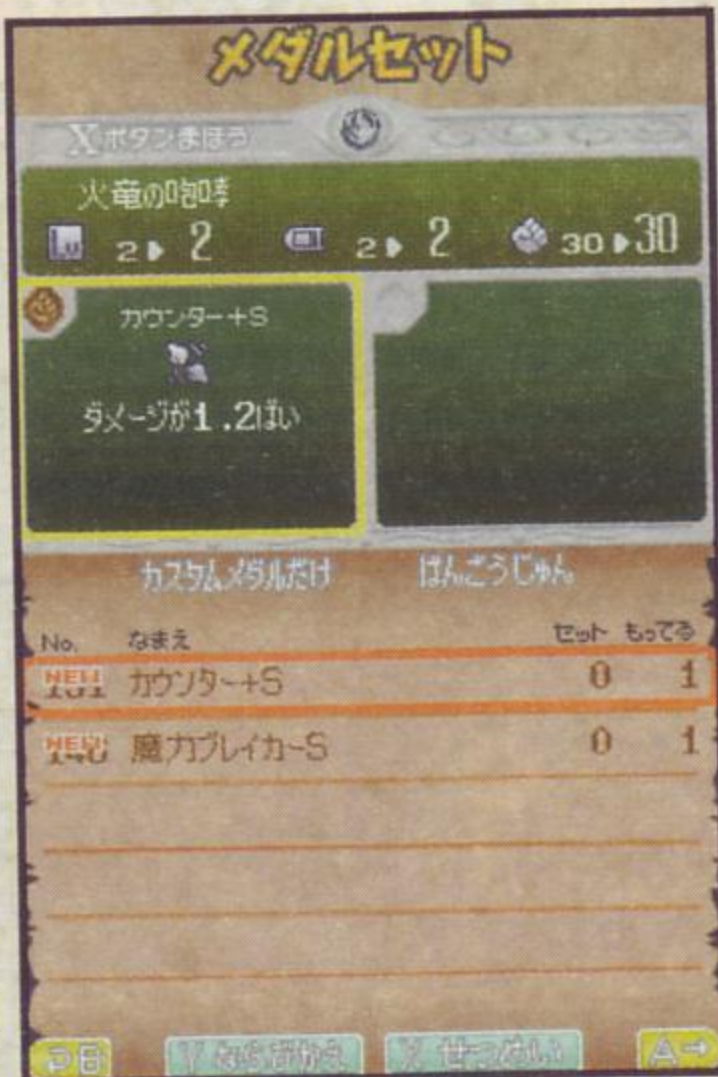 メダルセット
Xボタンまほう
火竜の咆哮
Lv 2 2 2 2 30 30
カウンター+S
ダメージが1.2ばい
カスタムメダルだけ ばんごうじゅん
No. なまえ セット もってる
NEW カウンター+S 0 1
NEW 魔力ブレイカーS 0 1
B Y ならびかえ X せつめい A→